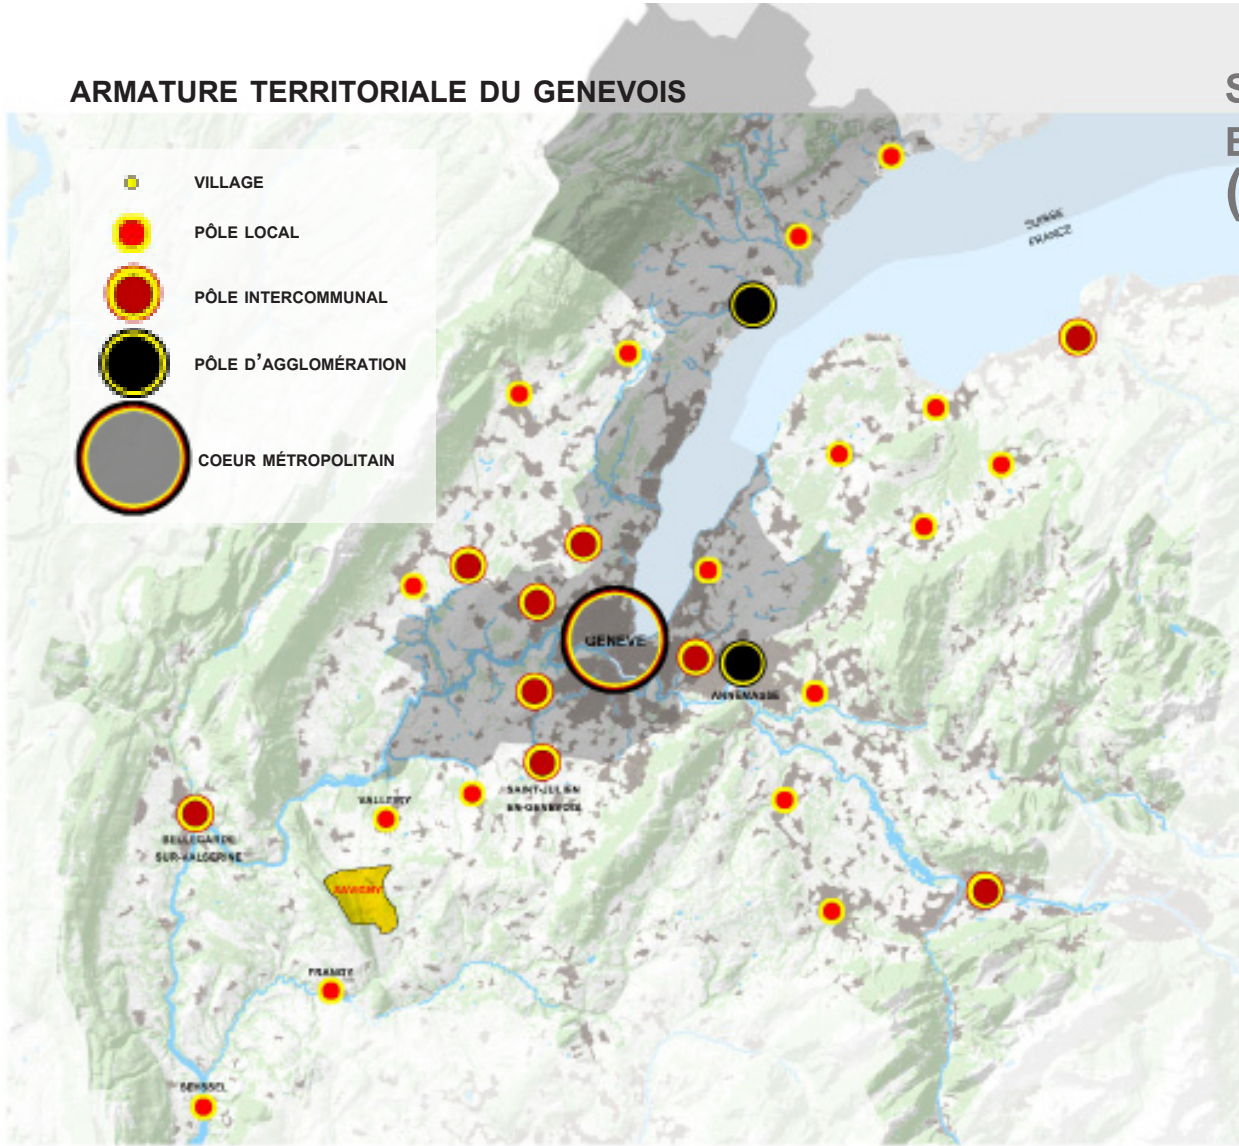 ARMATURE TERRITORIALE DU GENEVOIS
S
E
(
VILLAGE
PÔLE LOCAL
PÔLE INTERCOMMUNAL
PÔLE D'AGGLOMÉRATION
COEUR MÉTROPOLITAIN
SUISSE
FRANCE
GENEVE
ANNEMASSE
SAINT-JULIEN
EN-GENEVOIS
VALLEIRY
BELLEGARDE
SUR-VALSERINE
SAVIGNY
FRANGY
SEYSSEL